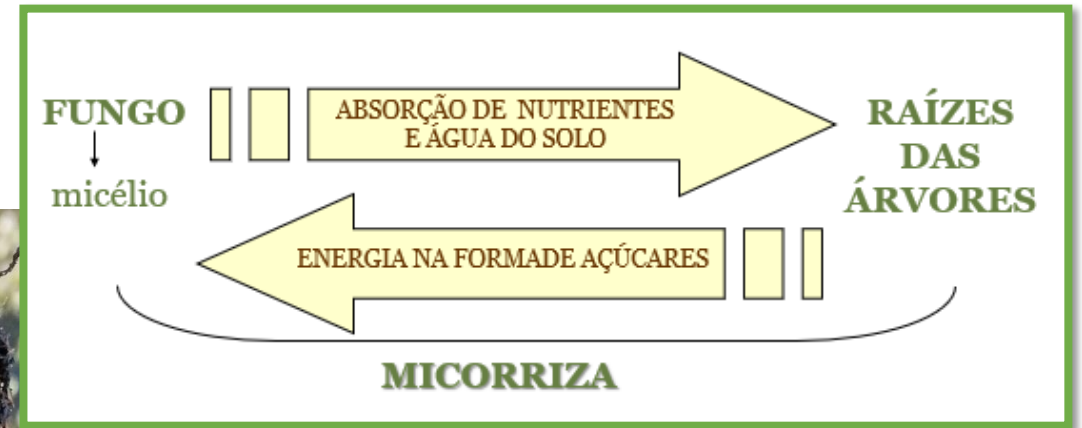 FUNGO
micélio
ABSORÇÃO DE NUTRIENTES
E ÁGUA DO SOLO
RAÍZES
DAS
ÁRVORES
ENERGIA NA FORMADE AÇÚCARES
MICORRIZA